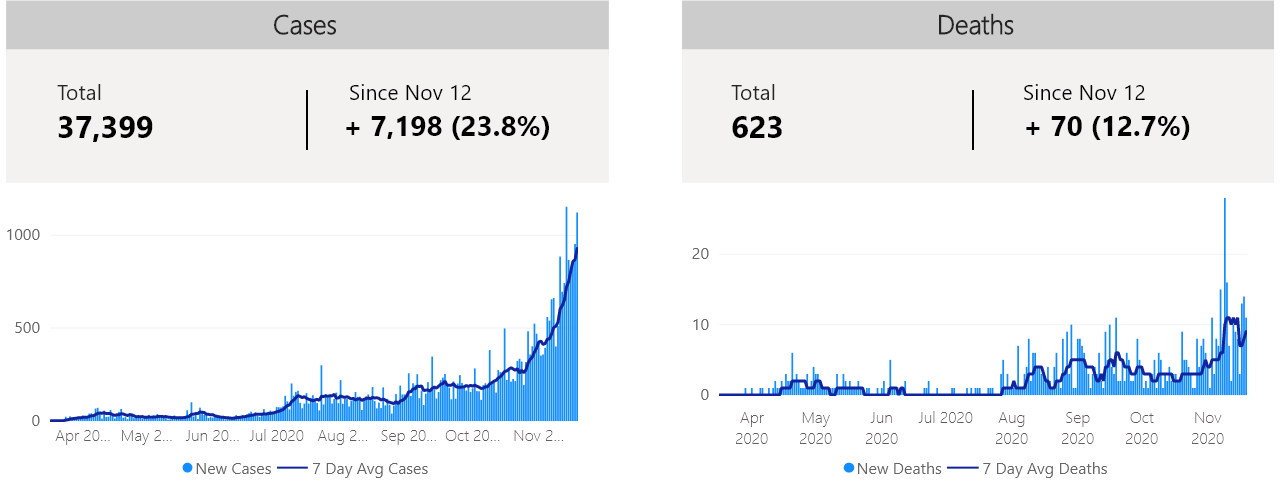 Cases
Total
Since Nov 12
37,399
+ 7,198 (23.8%)
1000
500
0
Apr 20...
May 2...
Jun 20...
Jul 2020
Aug 2...
Sep 20...
Oct 20...
Nov 2...
New Cases
7 Day Avg Cases
Deaths
Total
Since Nov 12
623
+ 70 (12.7%)
20
10
0
Apr
2020
May
2020
Jun
2020
Jul 2020
Aug
2020
Sep
2020
Oct
2020
Nov
2020
New Deaths
7 Day Avg Deaths